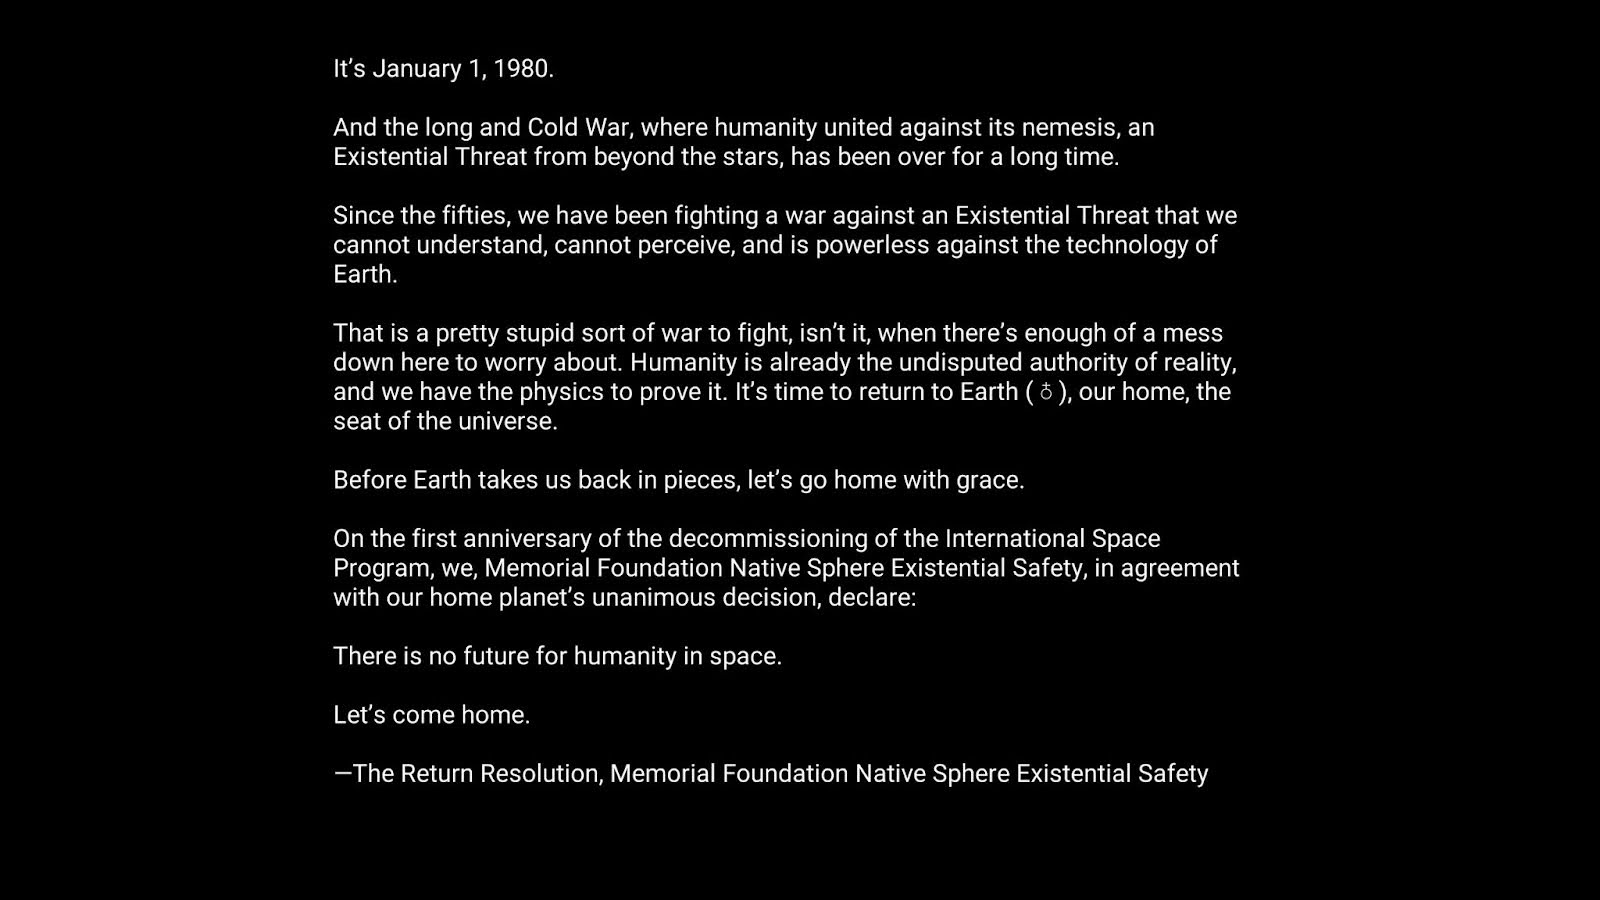 It’s January 1, 1980.
And the long and Cold War, where humanity united against its nemesis, an
Existential Threat from beyond the stars, has been over for a long time.
Since the fifties, we have been fighting a war against an Existential Threat that we
cannot understand, cannot perceive, and is powerless against the technology of
Earth.
That is a pretty stupid sort of war to fight, isn’t it, when there’s enough of a mess
down here to worry about. Humanity is already the undisputed authority of reality,
and we have the physics to prove it. It’s time to return to Earth (♁), our home, the
seat of the universe.
Before Earth takes us back in pieces, let’s go home with grace.
On the first anniversary of the decommissioning of the International Space
Program, we, Memorial Foundation Native Sphere Existential Safety, in agreement
with our home planet’s unanimous decision, declare:
There is no future for humanity in space.
Let’s come home.
—The Return Resolution, Memorial Foundation Native Sphere Existential Safety